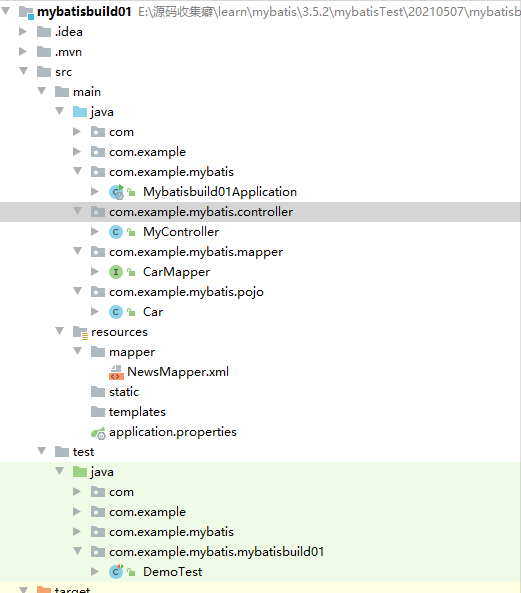 mybatisbuild01 E:\源码收集癖\learn\mybatis\3.5.2\mybatisTest\20210507\mybatisb
.idea
.mvn
src
main
java
com
com.example
com.example.mybatis
Mybatisbuild01Application
com.example.mybatis.controller
MyController
com.example.mybatis.mapper
CarMapper
com.example.mybatis.pojo
Car
resources
mapper
NewsMapper.xml
static
templates
application.properties
test
java
com
com.example
com.example.mybatis
com.example.mybatis.mybatisbuild01
DemoTest
target